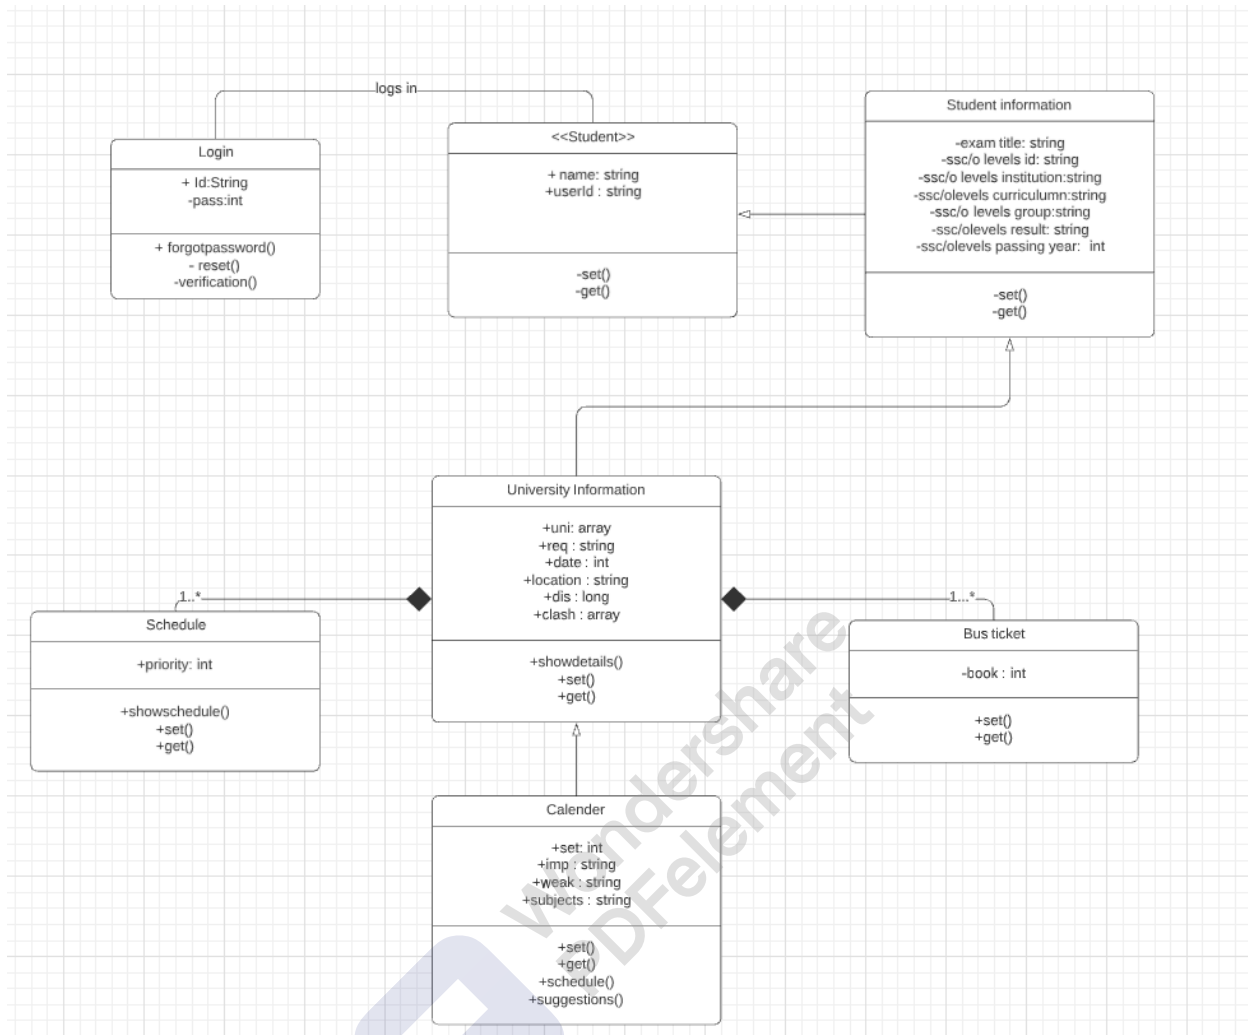 logs in
Login
+ Id:String
-pass:int
+ forgotpassword()
- reset()
-verification()
<<Student>>
+ name: string
+userId : string
-set()
-get()
Student information
-exam title: string
-ssc/o levels id: string
-ssc/o levels institution:string
-ssc/olevels curriculumn:string
-ssc/o levels group:string
-ssc/olevels result: string
-ssc/olevels passing year: int
-set()
-get()
University Information
+uni: array
+req : string
+date : int
+location : string
+dis : long
+clash : array
+showdetails()
+set()
+get()
1..*
Schedule
+priority: int
+showschedule()
+set()
+get()
1...*
Bus ticket
-book : int
+set()
+get()
Calender
+set: int
+imp : string
+weak : string
+subjects : string
+set()
+get()
+schedule()
+suggestions()
Wondershare
PDFelement